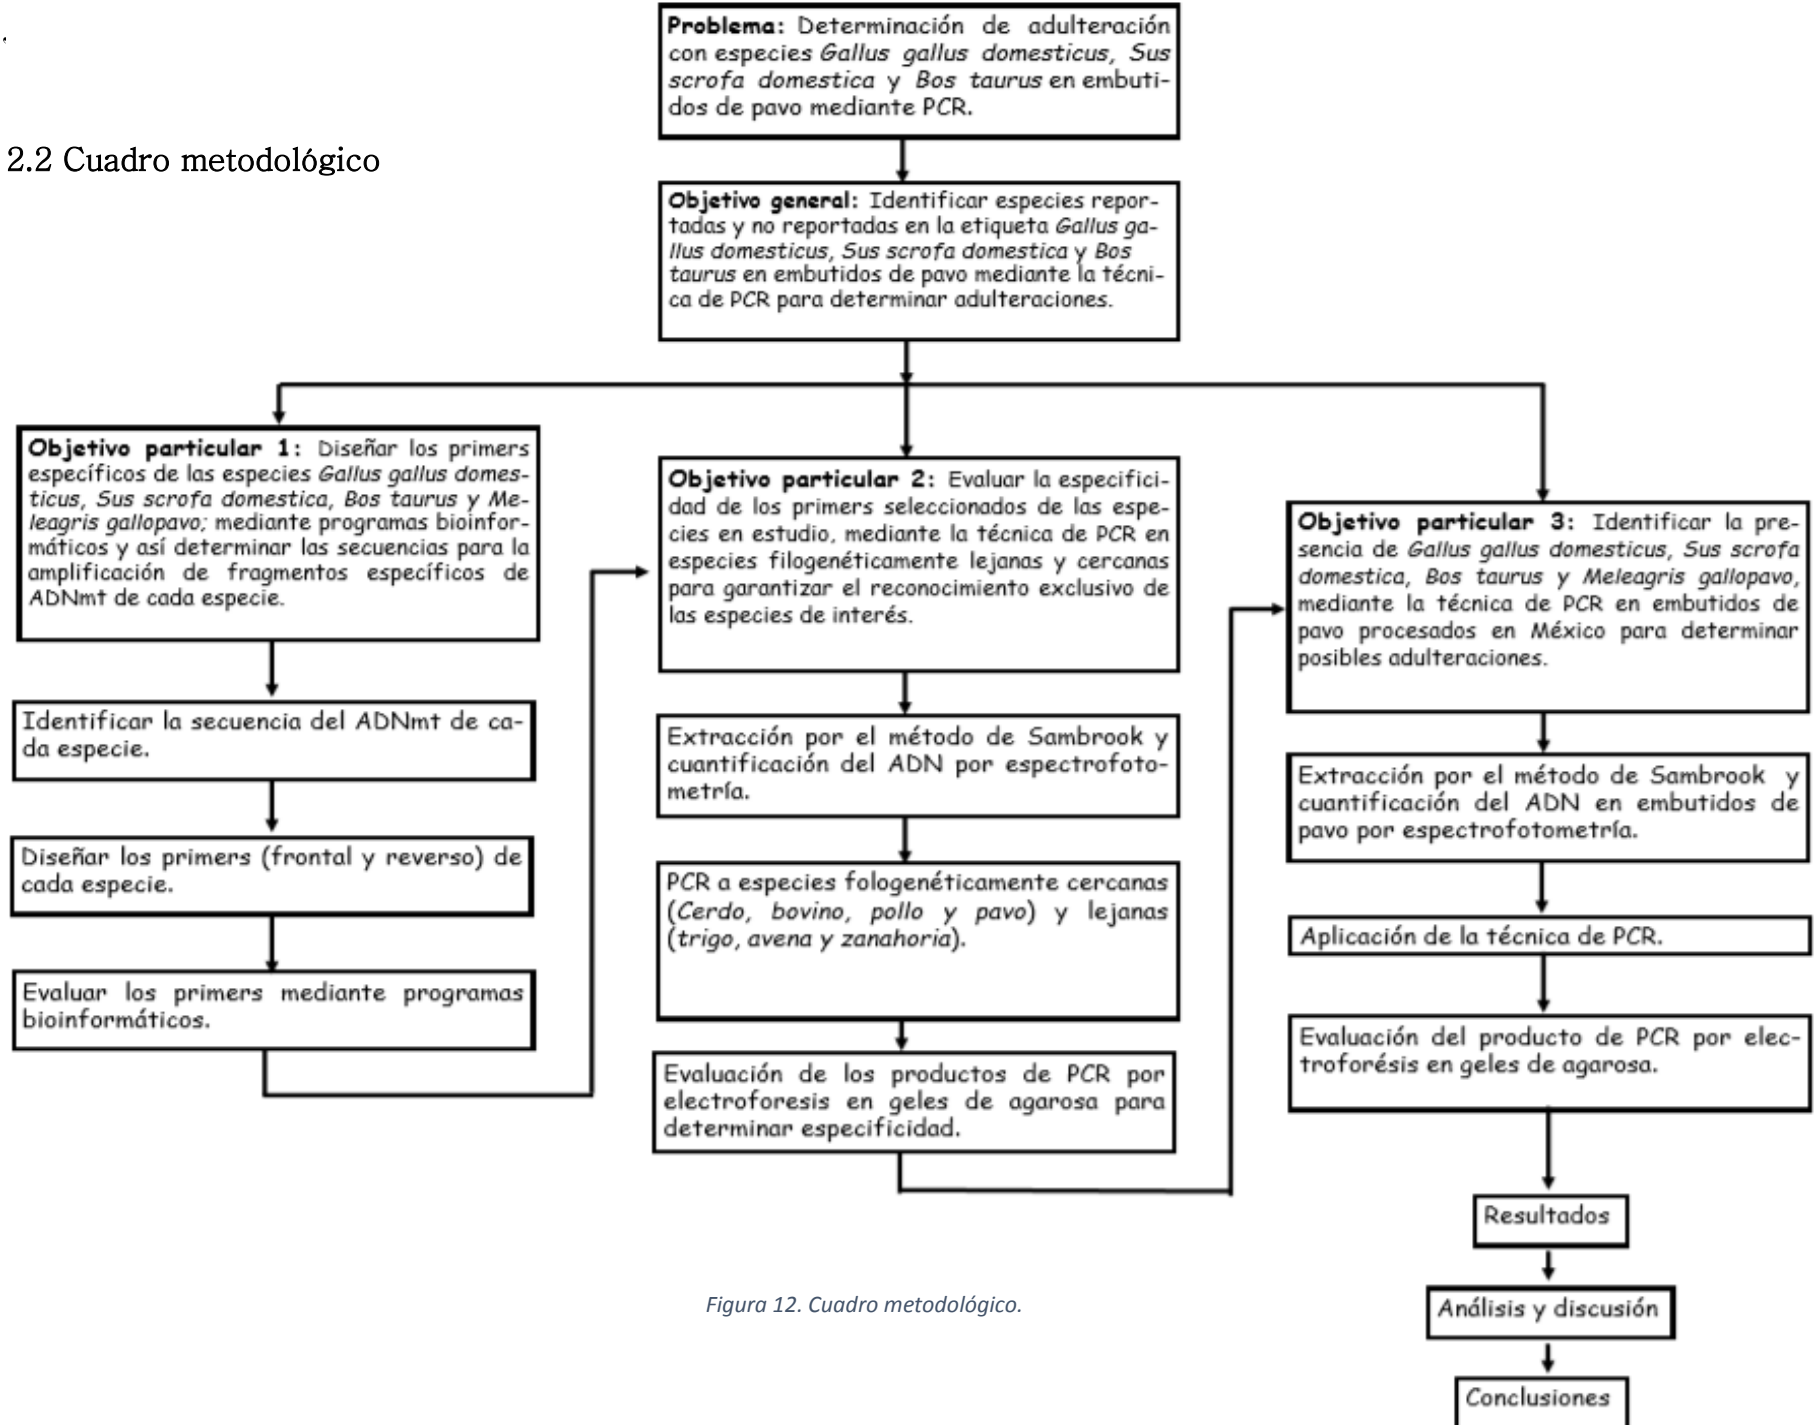 Problema: Determinación de adulteración
con especies Gallus gallus domesticus, Sus
scrofa domestica y Bos taurus en embuti-
dos de pavo mediante PCR.
2.2 Cuadro metodológico
Objetivo general: Identificar especies repor-
tadas y no reportadas en la etiqueta Gallus ga-
llus domesticus, Sus scrofa domestica y Bos
taurus en embutidos de pavo mediante la técni-
ca de PCR para determinar adulteraciones.
Objetivo particular 1: Diseñar los primers
específicos de las especies Gallus gallus domes-
ticus, Sus scrofa domestica, Bos taurus y Me-
leagris gallopavo; mediante programas bioinfor-
máticos y así determinar las secuencias para la
amplificación de fragmentos específicos de
ADNmt de cada especie.
Identificar la secuencia del ADNmt de ca-
da especie.
Diseñar los primers (frontal y reverso) de
cada especie.
Evaluar los primers mediante programas
bioinformáticos.
Objetivo particular 2: Evaluar la especifici-
dad de los primers seleccionados de las espe-
cies en estudio, mediante la técnica de PCR en
especies filogenéticamente lejanas y cercanas
para garantizar el reconocimiento exclusivo de
las especies de interés.
Extracción por el método de Sambrook y
cuantificación del ADN por espectrofoto-
metría.
PCR a especies fologenéticamente cercanas
(Cerdo, bovino, pollo y pavo) y lejanas
(trigo, avena y zanahoria).
Evaluación de los productos de PCR por
electroforesis en geles de agarosa para
determinar especificidad.
Objetivo particular 3: Identificar la pre-
sencia de Gallus gallus domesticus, Sus scrofa
domestica, Bos taurus y Meleagris gallopavo,
mediante la técnica de PCR en embutidos de
pavo procesados en México para determinar
posibles adulteraciones.
Extracción por el método de Sambrook y
cuantificación del ADN en embutidos de
pavo por espectrofotometría.
Aplicación de la técnica de PCR.
Evaluación del producto de PCR por elec-
troforésis en geles de agarosa.
Resultados
Análisis y discusión
Conclusiones
Figura 12. Cuadro metodológico.